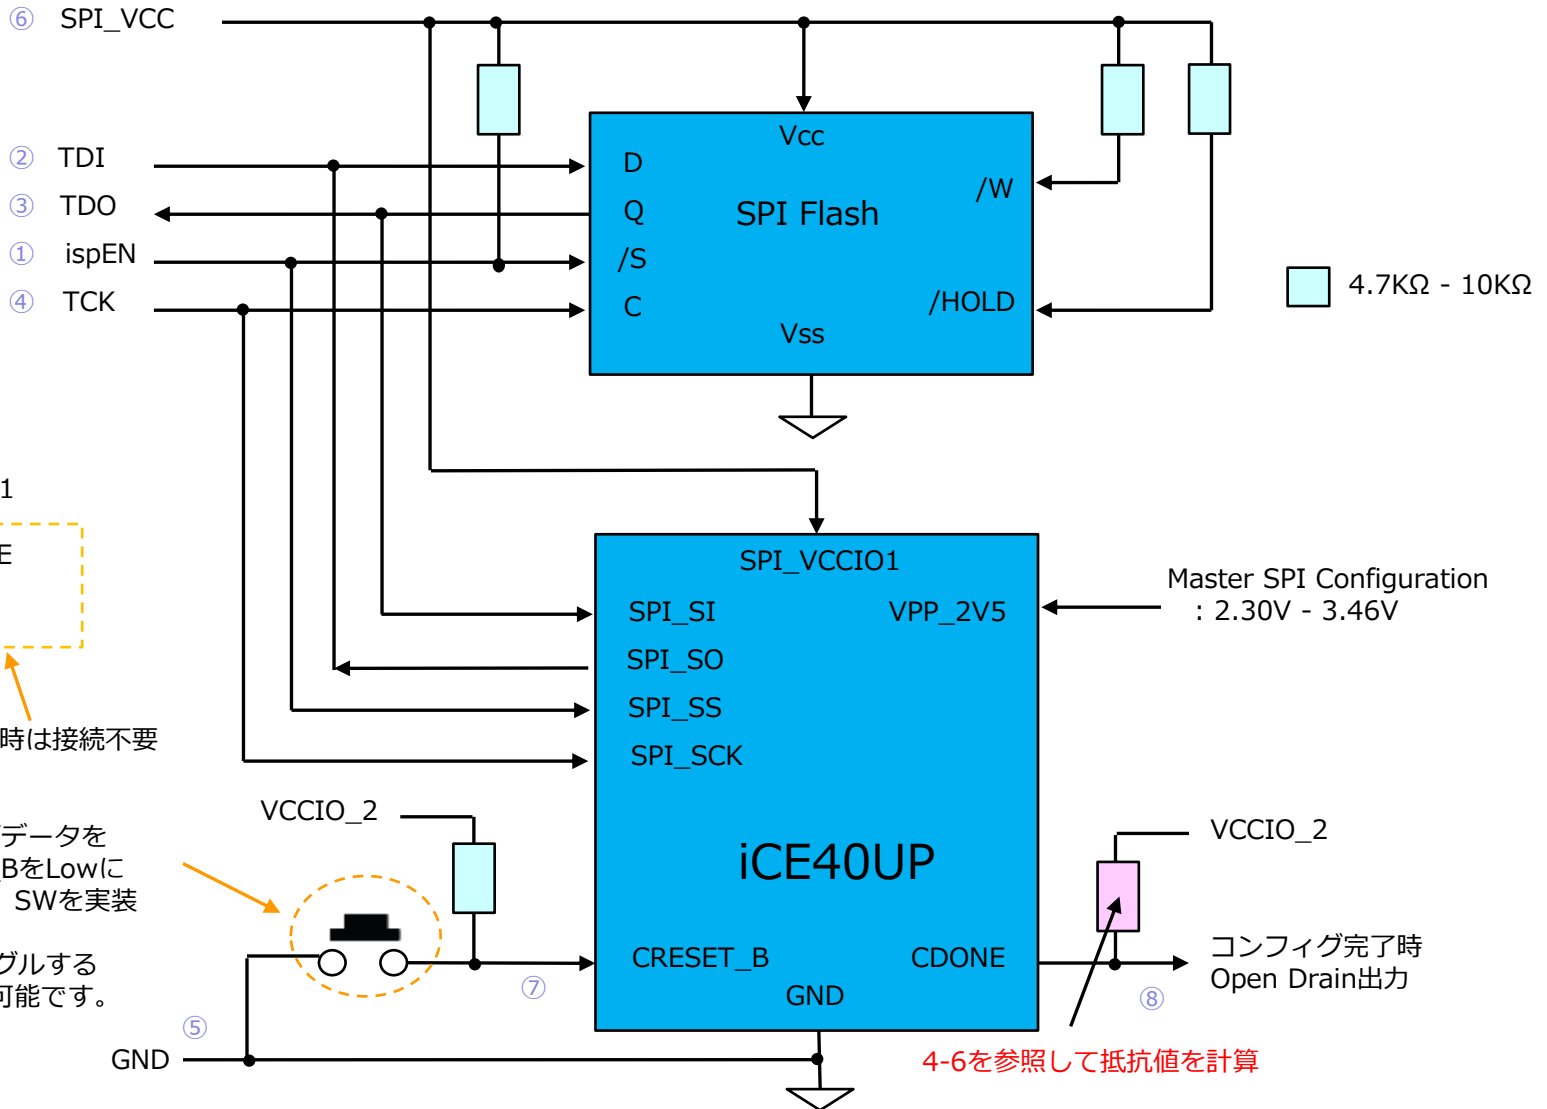 ⑥ SPI_VCC
② TDI
③ TDO
① ispEN
④ TCK
Vcc
D
Q
/S
C
/W
SPI Flash
/HOLD
Vss
4.7KΩ - 10KΩ
1
E
時は接続不要
データを
BをLowに
SWを実装
グルする
可能です。
SPI_VCCIO1
SPI_SI
VPP_2V5
SPI_SO
SPI_SS
SPI_SCK
Master SPI Configuration
: 2.30V - 3.46V
VCCIO_2
iCE40UP
VCCIO_2
CRESET_B
CDONE
GND
⑦
⑧
コンフィグ完了時
Open Drain出力
⑤
GND
4-6を参照して抵抗値を計算